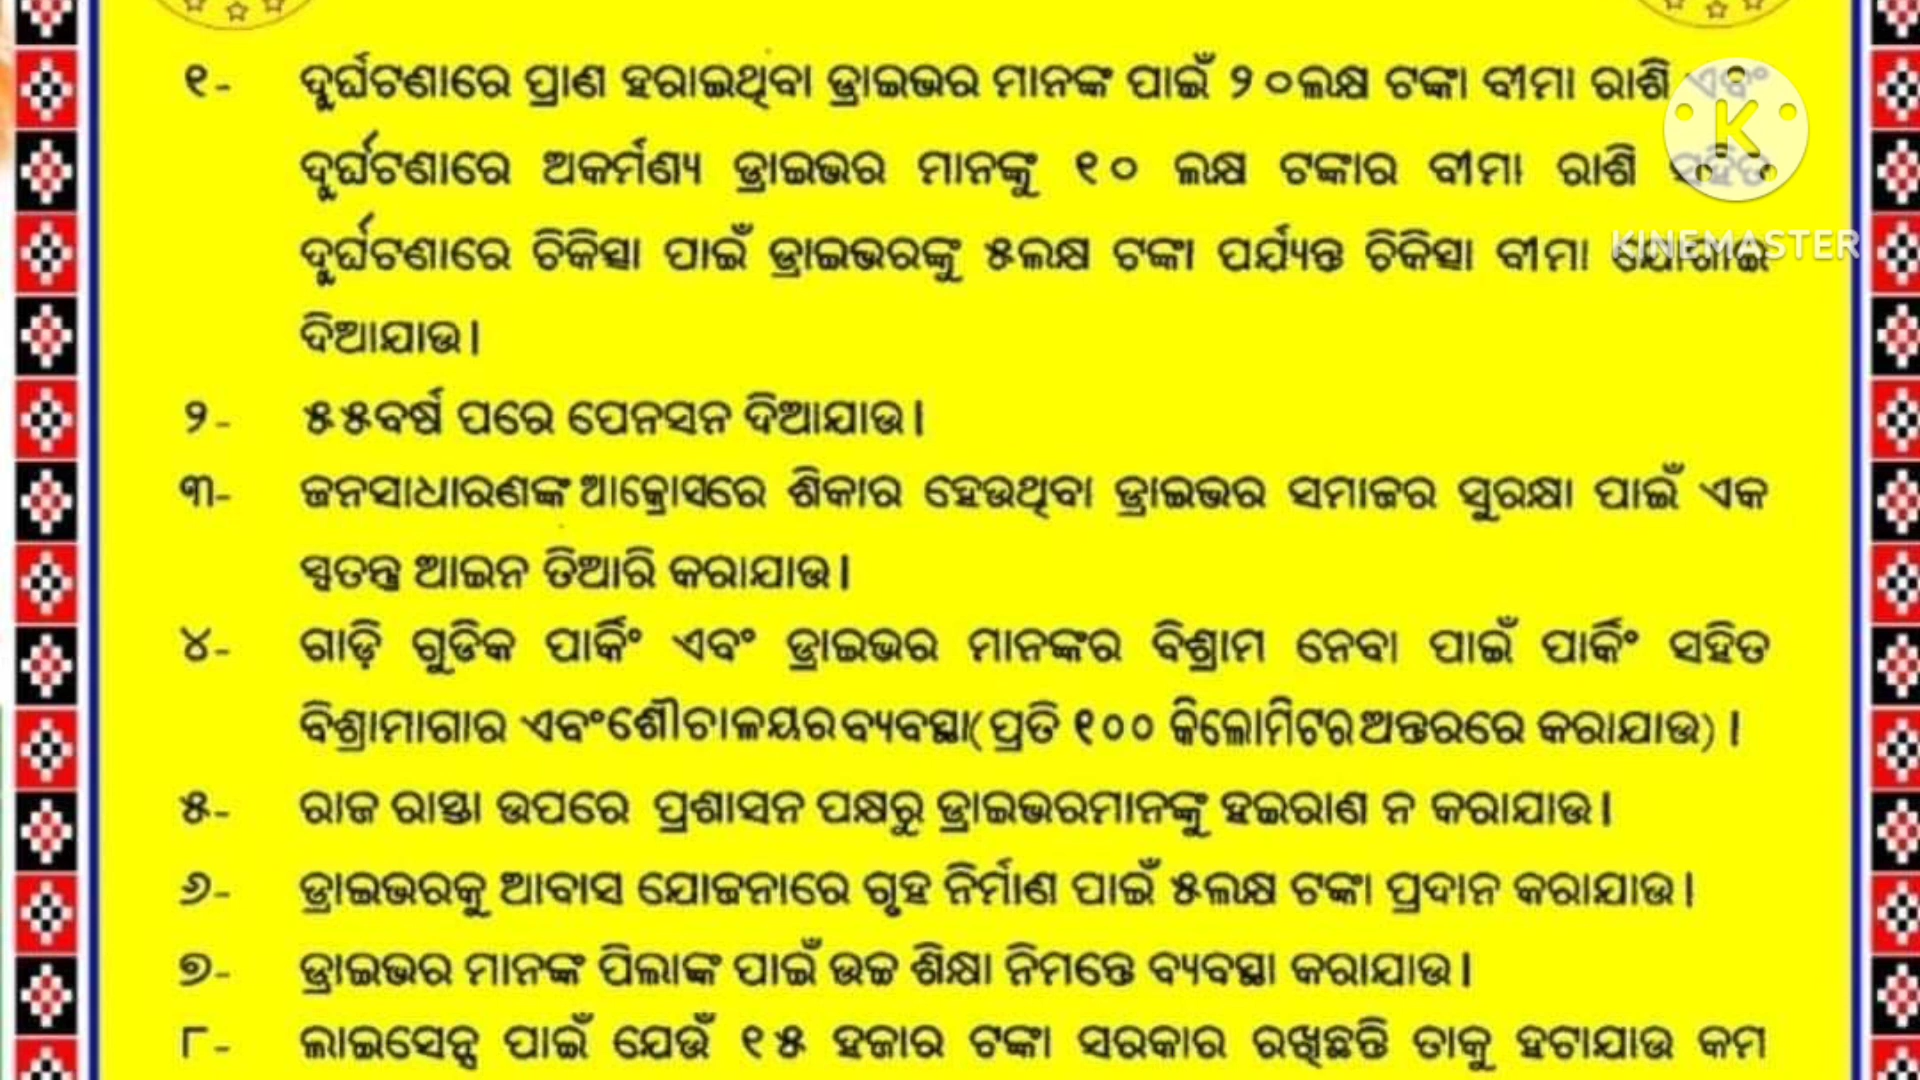 ୧- ଦୁର୍ଘଟଣାରେ ପ୍ରାଣ ହରାଇଥିବା ଡ୍ରାଇଭର ମାନଙ୍କ ପାଇଁ ୨୦ଲକ୍ଷ ଟଙ୍କା ବୀମା ରାଶି ଏବଂ
ଦୁର୍ଘଟଣାରେ ଅକର୍ମଣ୍ୟ ଡ୍ରାଇଭର ମାନଙ୍କୁ ୧୦ ଲକ୍ଷ ଟଙ୍କାର ବୀମା ରାଶି ସହିତ
ଦୁର୍ଘଟଣାରେ ଚିକିତ୍ସା ପାଇଁ ଡ୍ରାଇଭରଙ୍କୁ ୫ଲକ୍ଷ ଟଙ୍କା ପର୍ଯ୍ୟନ୍ତ ଚିକିତ୍ସା ବୀମା ଯୋଗାଇ
ଦିଆଯାଉ।
୨- ୫୫ବର୍ଷ ପରେ ପେନସନ ଦିଆଯାଉ।
୩- ଜନସାଧାରଣଙ୍କ ଆକ୍ରୋସରେ ଶିକାର ହେଉଥିବା ଡ୍ରାଇଭର ସମାଜର ସୁରକ୍ଷା ପାଇଁ ଏକ
ସ୍ୱତନ୍ତ୍ର ଆଇନ ତିଆରି କରାଯାଉ।
୪- ଗାଡ଼ି ଗୁଡିକ ପାର୍କିଂ ଏବଂ ଡ୍ରାଇଭର ମାନଙ୍କର ବିଶ୍ରାମ ନେବା ପାଇଁ ପାର୍କିଂ ସହିତ
ବିଶ୍ରାମାଗାର ଏବଂ ଶୌଚାଳୟର ବ୍ୟବସ୍ଥା (ପ୍ରତି ୧୦୦ କିଲୋମିଟର ଅନ୍ତରରେ କରାଯାଉ)।
୫- ରାଜ ରାସ୍ତା ଉପରେ ପ୍ରଶାସନ ପକ୍ଷରୁ ଡ୍ରାଇଭରମାନଙ୍କୁ ହଇରାଣ ନ କରାଯାଉ।
୬- ଡ୍ରାଇଭରକୁ ଆବାସ ଯୋଜନାରେ ଗୃହ ନିର୍ମାଣ ପାଇଁ ୫ଲକ୍ଷ ଟଙ୍କା ପ୍ରଦାନ କରାଯାଉ।
୭- ଡ୍ରାଇଭର ମାନଙ୍କ ପିଲାଙ୍କ ପାଇଁ ଉଚ୍ଚ ଶିକ୍ଷା ନିମନ୍ତେ ବ୍ୟବସ୍ଥା କରାଯାଉ।
୮- ଲାଇସେନ୍ସ ପାଇଁ ଯେଉଁ ୧୫ ହଜାର ଟଙ୍କା ସରକାର ରଖିଛନ୍ତି ତାକୁ ହଟାଯାଉ କମ
K
KINEMASTER